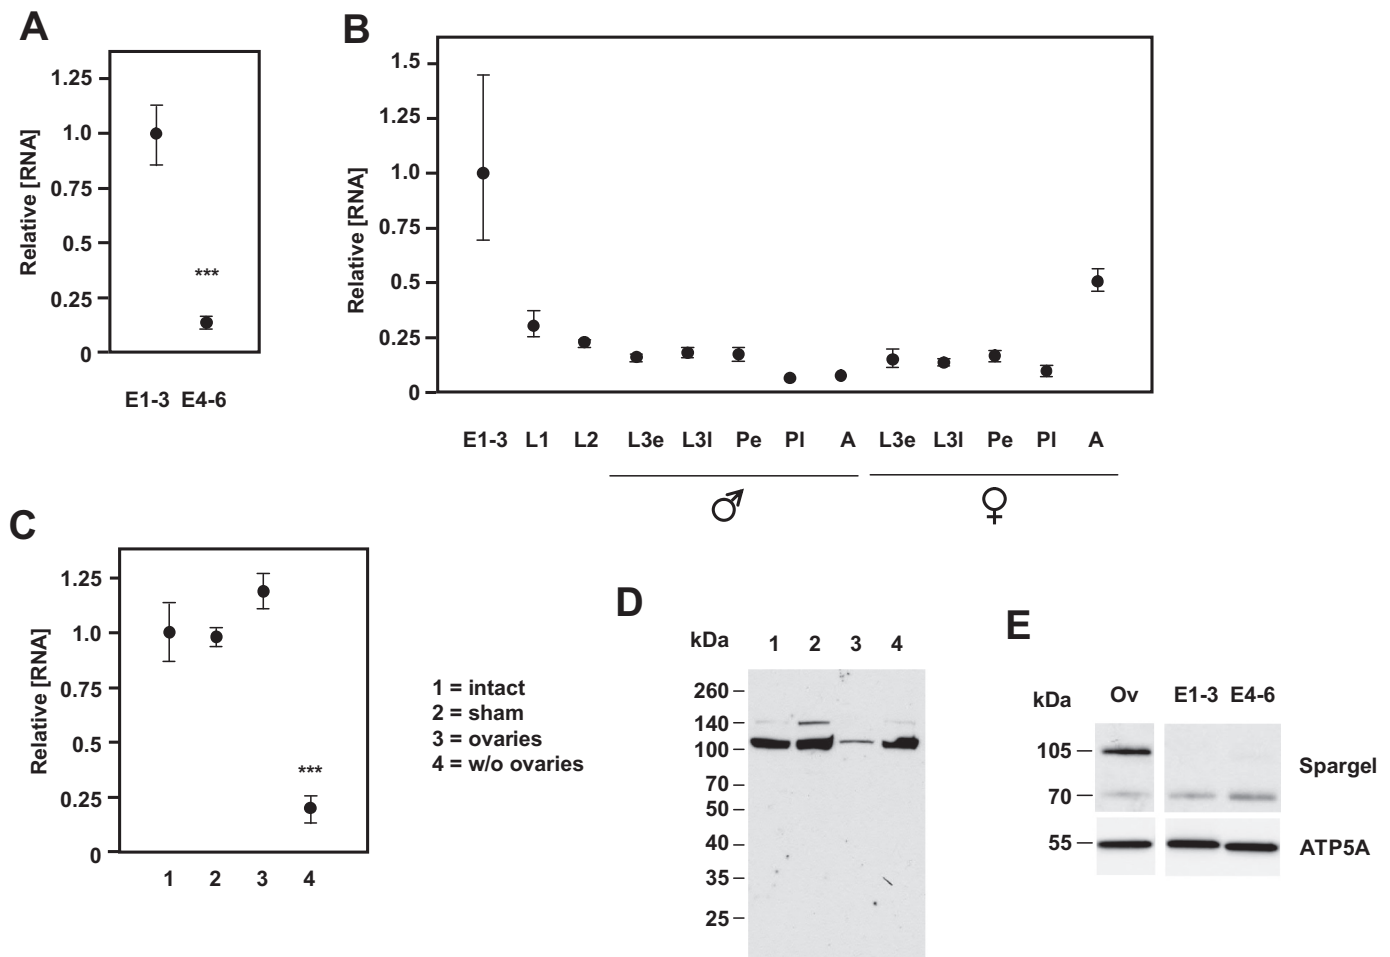 A
Relative [RNA]
1.25
1.0
0.75
0.5
0.25
0
***
E1-3 E4-6
B
Relative [RNA]
1.5
1.25
1.0
0.75
0.5
0.25
0
E1-3 L1 L2 L3e L3l Pe Pl A L3e L3l Pe Pl A
♂ ♀
C
Relative [RNA]
1.25
1.0
0.75
0.5
0.25
0
***
1 2 3 4
1 = intact
2 = sham
3 = ovaries
4 = w/o ovaries
D
kDa 1 2 3 4
260
140
100
70
50
40
35
25
E
kDa Ov E1-3 E4-6
105
Spargel
70
55
ATP5A